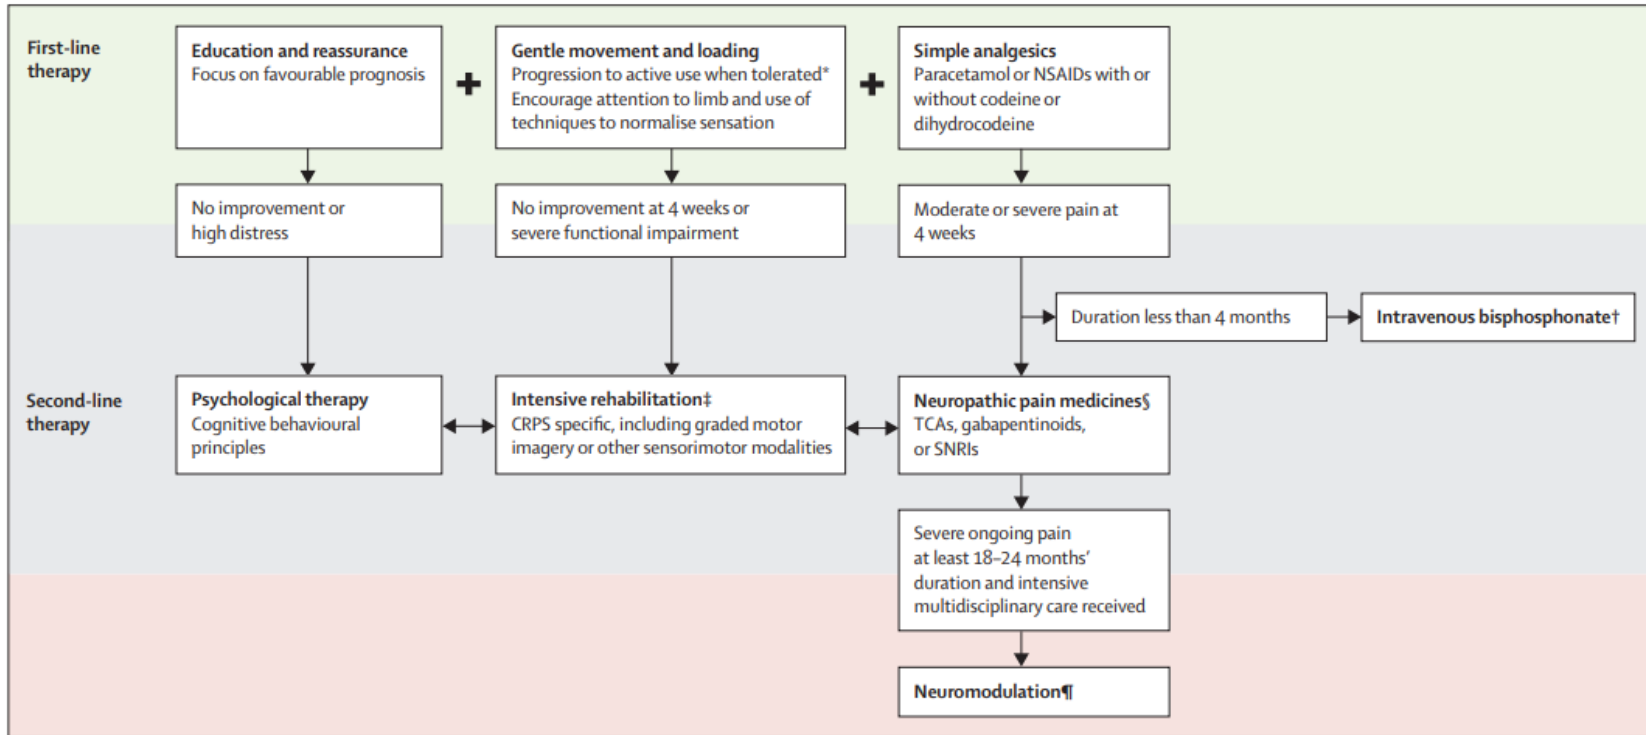 First-line
therapy
Education and reassurance
Focus on favourable prognosis
+
Gentle movement and loading
Progression to active use when tolerated*
Encourage attention to limb and use of
techniques to normalise sensation
+
Simple analgesics
Paracetamol or NSAIDs with or
without codeine or
dihydrocodeine
No improvement or
high distress
No improvement at 4 weeks or
severe functional impairment
Moderate or severe pain at
4 weeks
Duration less than 4 months
Intravenous bisphosphonate†
Second-line
therapy
Psychological therapy
Cognitive behavioural
principles
Intensive rehabilitation‡
CRPS specific, including graded motor
imagery or other sensorimotor modalities
Neuropathic pain medicines§
TCAs, gabapentinoids,
or SNRIs
Severe ongoing pain
at least 18–24 months’
duration and intensive
multidisciplinary care received
Neuromodulation¶